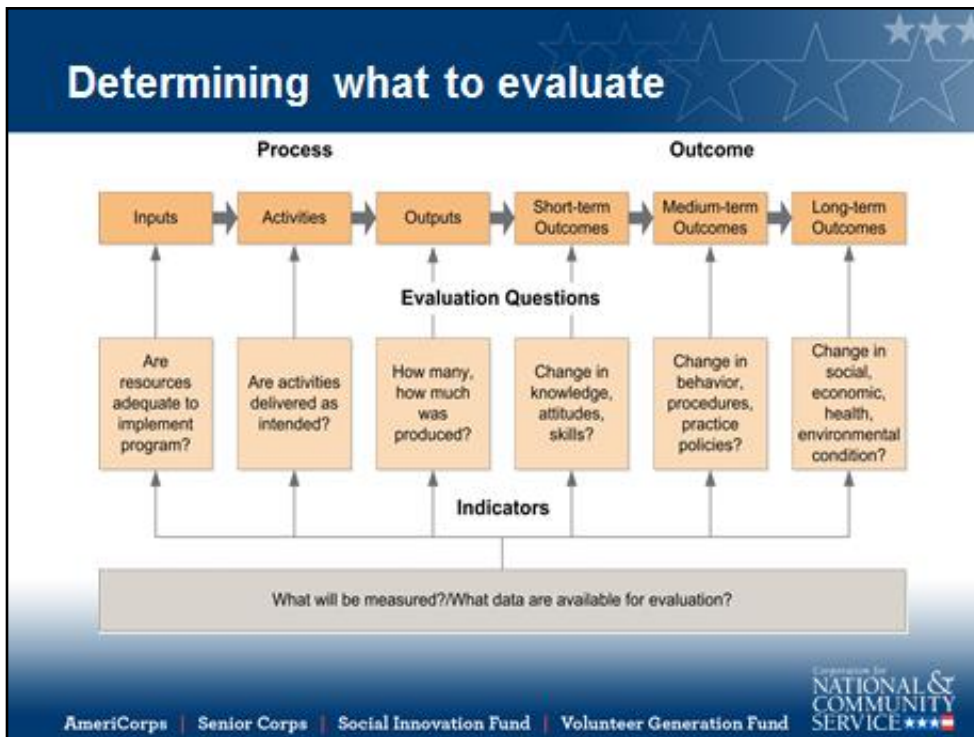 Determining what to evaluate
Process
Outcome
Inputs
Activities
Outputs
Short-term
Outcomes
Medium-term
Outcomes
Long-term
Outcomes
Evaluation Questions
Are
resources
adequate to
implement
program?
Are activities
delivered as
intended?
How many,
how much
was
produced?
Change in
knowledge,
attitudes,
skills?
Change in
behavior,
procedures,
practice
policies?
Change in
social,
economic,
health,
environmental
condition?
Indicators
What will be measured?/What data are available for evaluation?
AmeriCorps | Senior Corps | Social Innovation Fund | Volunteer Generation Fund
Corporation for
NATIONAL &
COMMUNITY
SERVICE